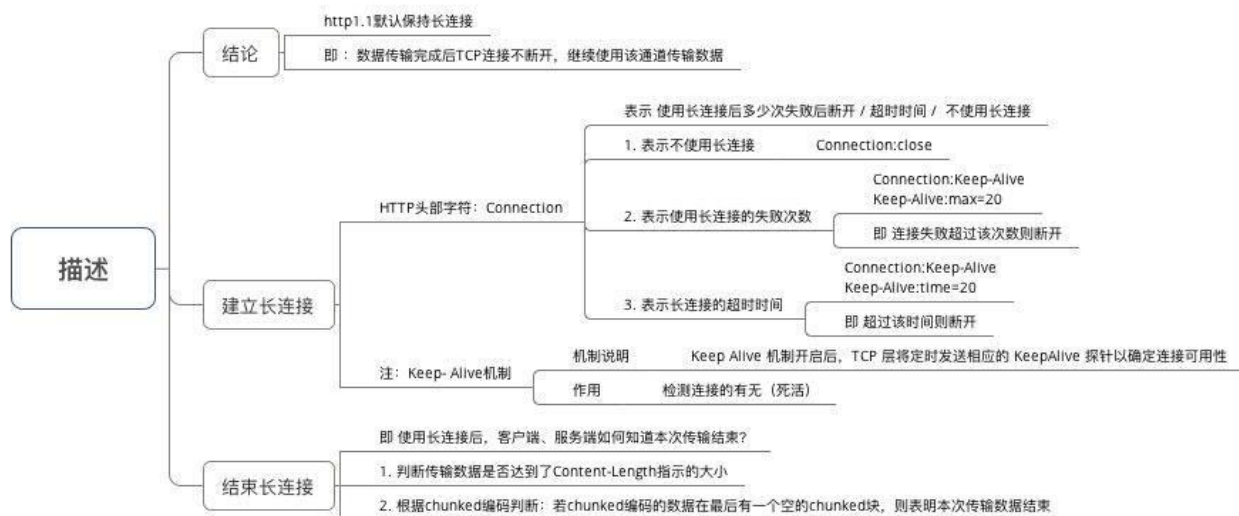 描述
结论
http1.1默认保持长连接
即 ：数据传输完成后TCP连接不断开，继续使用该通道传输数据
建立长连接
HTTP头部字符：Connection
表示 使用长连接后多少次失败后断开 / 超时时间 / 不使用长连接
1. 表示不使用长连接 Connection:close
2. 表示使用长连接的失败次数
Connection:Keep-Alive
Keep-Alive:max=20
即 连接失败超过该次数则断开
3. 表示长连接的超时时间
Connection:Keep-Alive
Keep-Alive:time=20
即 超过该时间则断开
注：Keep- Alive机制
机制说明 Keep Alive 机制开启后，TCP 层将定时发送相应的 KeepAlive 探针以确定连接可用性
作用 检测连接的有无（死活）
结束长连接
即 使用长连接后，客户端、服务端如何知道本次传输结束？
1. 判断传输数据是否达到了Content-Length指示的大小
2. 根据chunked编码判断：若chunked编码的数据在最后有一个空的chunked块，则表明本次传输数据结束